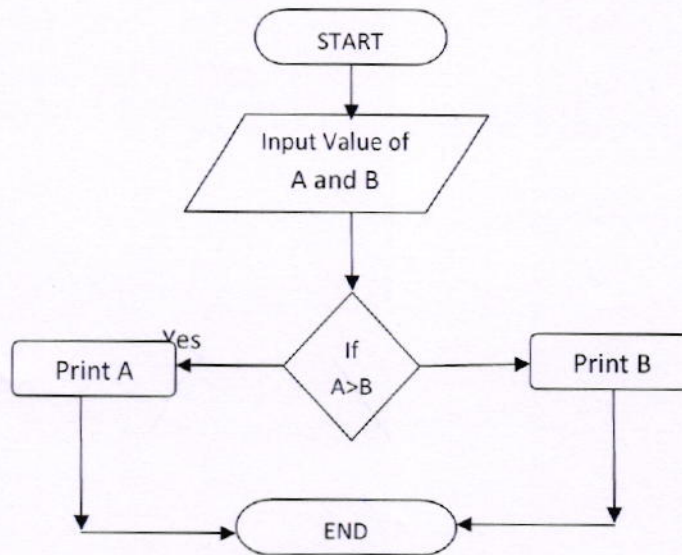 START
Input Value of
A and B
Yes
If
A>B
Print A
Print B
END